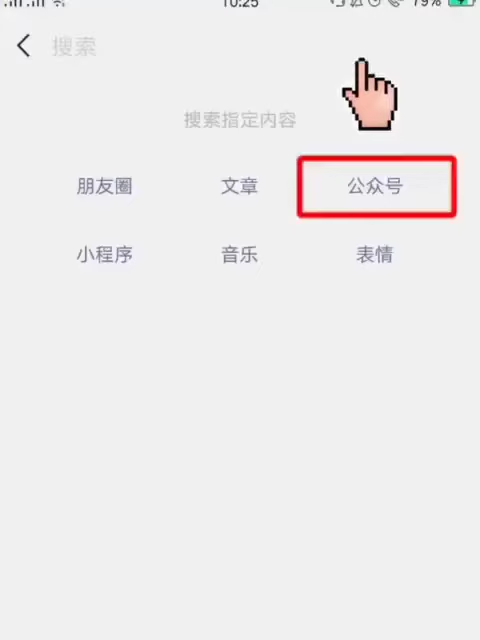 10:25
79%
搜索
搜索指定内容
朋友圈 文章 公众号
小程序 音乐 表情